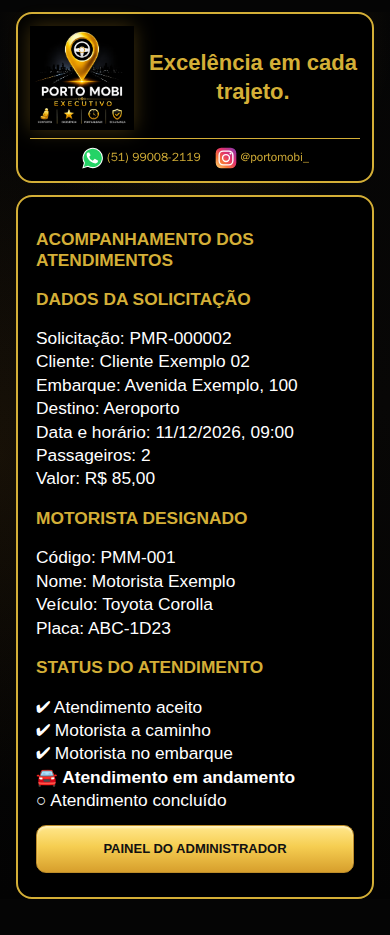 PORTO MOBI
EXECUTIVO
Excelência em cada
trajeto.
(51) 99008-2119 @portomobi_
ACOMPANHAMENTO DOS
ATENDIMENTOS
DADOS DA SOLICITAÇÃO
Solicitação: PMR-000002
Cliente: Cliente Exemplo 02
Embarque: Avenida Exemplo, 100
Destino: Aeroporto
Data e horário: 11/12/2026, 09:00
Passageiros: 2
Valor: R$ 85,00
MOTORISTA DESIGNADO
Código: PMM-001
Nome: Motorista Exemplo
Veículo: Toyota Corolla
Placa: ABC-1D23
STATUS DO ATENDIMENTO
✔ Atendimento aceito
✔ Motorista a caminho
✔ Motorista no embarque
🚘 Atendimento em andamento
○ Atendimento concluído
PAINEL DO ADMINISTRADOR